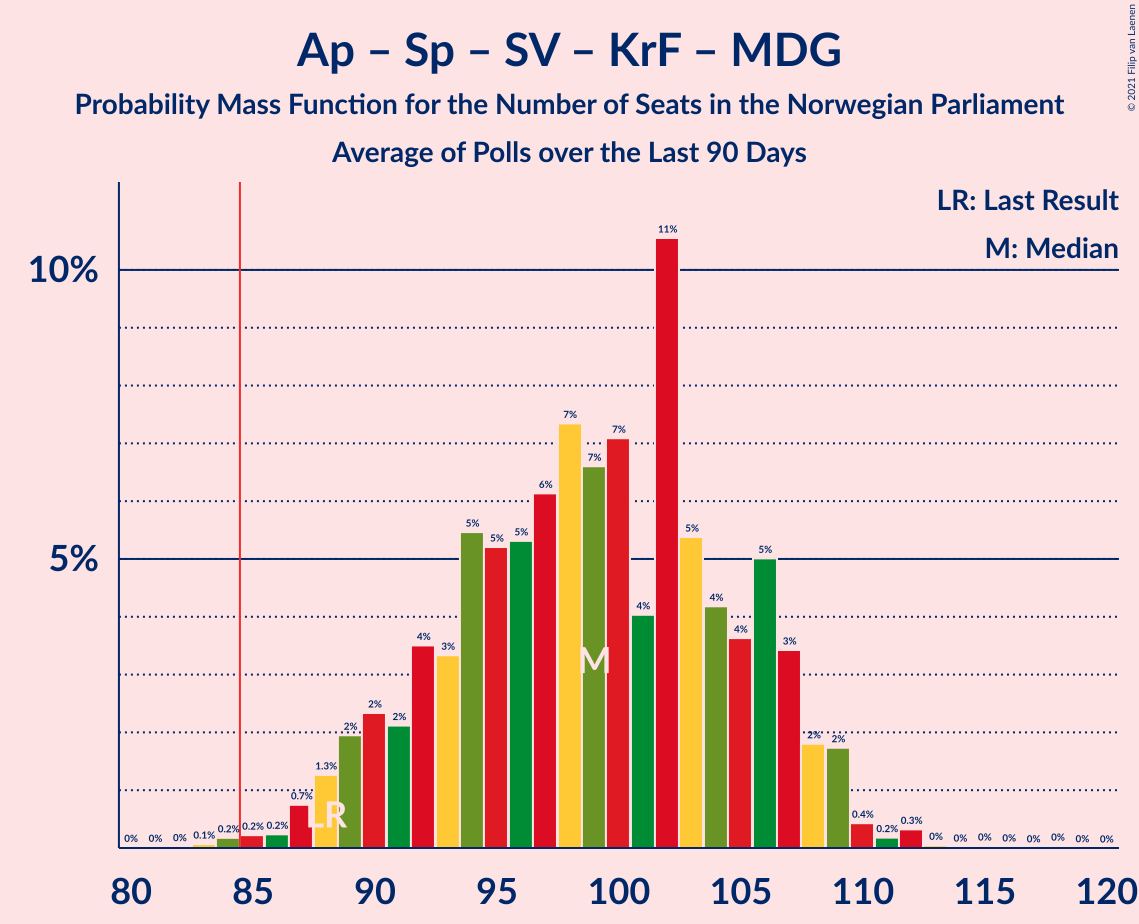 Ap – Sp – SV – KrF – MDG
Probability Mass Function for the Number of Seats in the Norwegian Parliament
Average of Polls over the Last 90 Days
© 2021 Filip van Laenen
LR: Last Result
M: Median
10%
5%
0% 0% 0% 0.1% 0.2% 0.2% 0.2% 0.7% 1.3% 2% 2% 2% 4% 3% 5% 5% 5% 6% 7% 7% 7% 4% 11% 5% 4% 4% 5% 3% 2% 2% 0.4% 0.2% 0.3% 0% 0% 0% 0% 0% 0% 0% 0%
LR
M
80 85 90 95 100 105 110 115 120